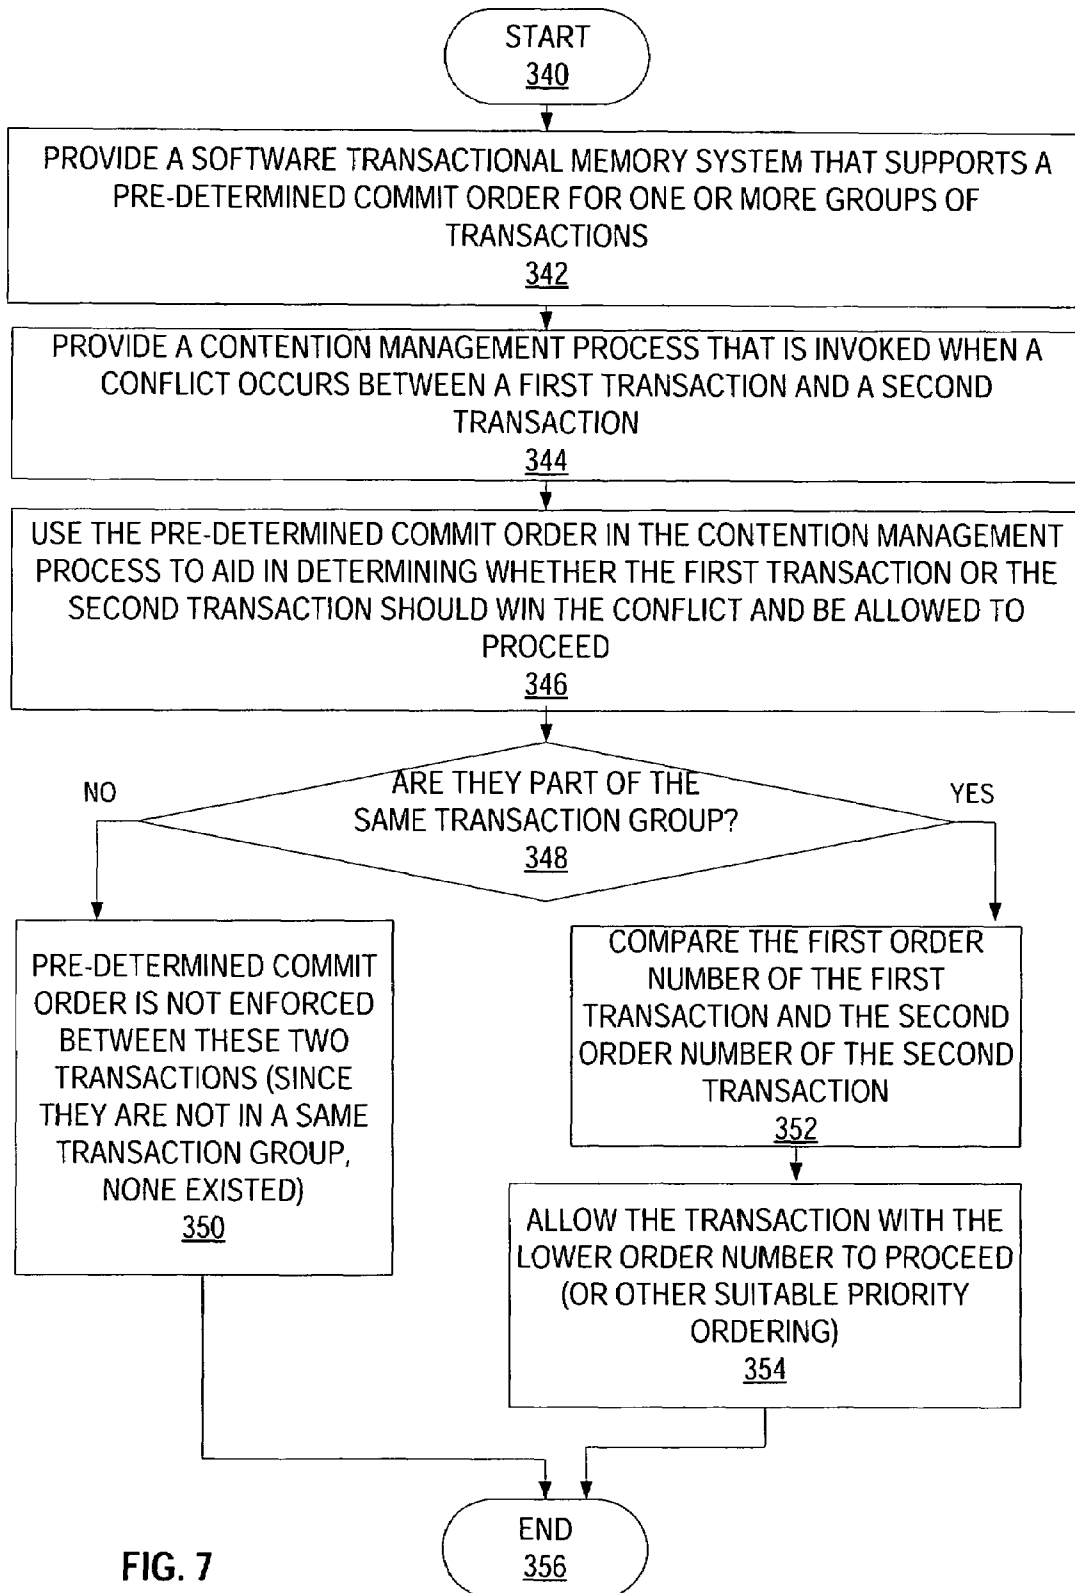 START
340
PROVIDE A SOFTWARE TRANSACTIONAL MEMORY SYSTEM THAT SUPPORTS A
PRE-DETERMINED COMMIT ORDER FOR ONE OR MORE GROUPS OF
TRANSACTIONS
342
PROVIDE A CONTENTION MANAGEMENT PROCESS THAT IS INVOKED WHEN A
CONFLICT OCCURS BETWEEN A FIRST TRANSACTION AND A SECOND
TRANSACTION
344
USE THE PRE-DETERMINED COMMIT ORDER IN THE CONTENTION MANAGEMENT
PROCESS TO AID IN DETERMINING WHETHER THE FIRST TRANSACTION OR THE
SECOND TRANSACTION SHOULD WIN THE CONFLICT AND BE ALLOWED TO
PROCEED
346
ARE THEY PART OF THE
SAME TRANSACTION GROUP?
348
NO
YES
PRE-DETERMINED COMMIT
ORDER IS NOT ENFORCED
BETWEEN THESE TWO
TRANSACTIONS (SINCE
THEY ARE NOT IN A SAME
TRANSACTION GROUP,
NONE EXISTED)
350
COMPARE THE FIRST ORDER
NUMBER OF THE FIRST
TRANSACTION AND THE SECOND
ORDER NUMBER OF THE SECOND
TRANSACTION
352
ALLOW THE TRANSACTION WITH THE
LOWER ORDER NUMBER TO PROCEED
(OR OTHER SUITABLE PRIORITY
ORDERING)
354
END
356
FIG. 7